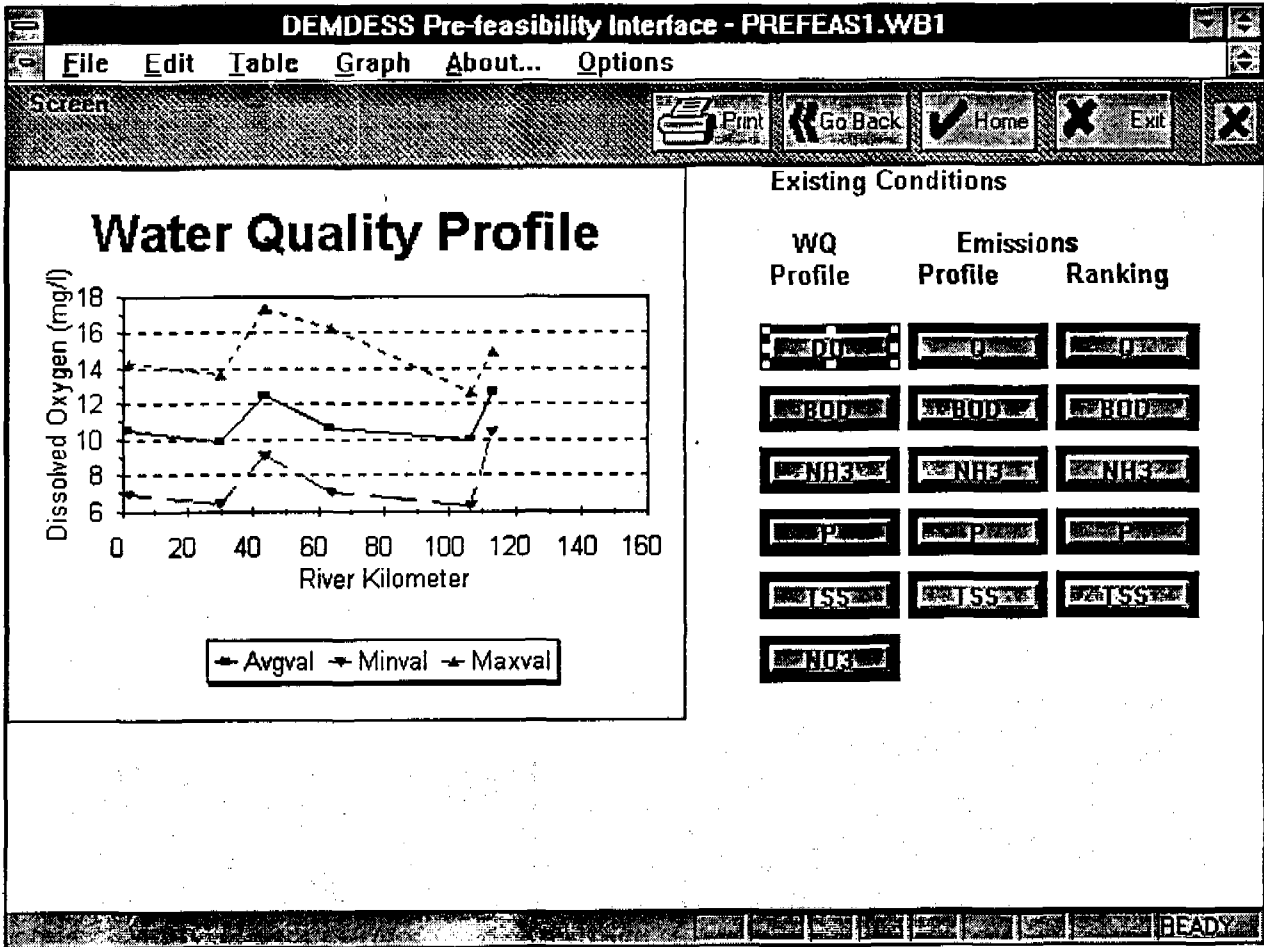 DEMDESS Pre-feasibility Interface - PREFEAS1.WB1
File Edit Table Graph About... Options
Screen
Print Go Back Home Exit
Existing Conditions
WQ Profile
Emissions
Profile Ranking
Water Quality Profile
Dissolved Oxygen (mg/l)
18
16
14
12
10
8
6
0 20 40 60 80 100 120 140 160
River Kilometer
Avgval Minval Maxval
DO Q Q
BOD BOD BOD
NH3 NH3 NH3
P P P
TSS TSS TSS
NO3
READY